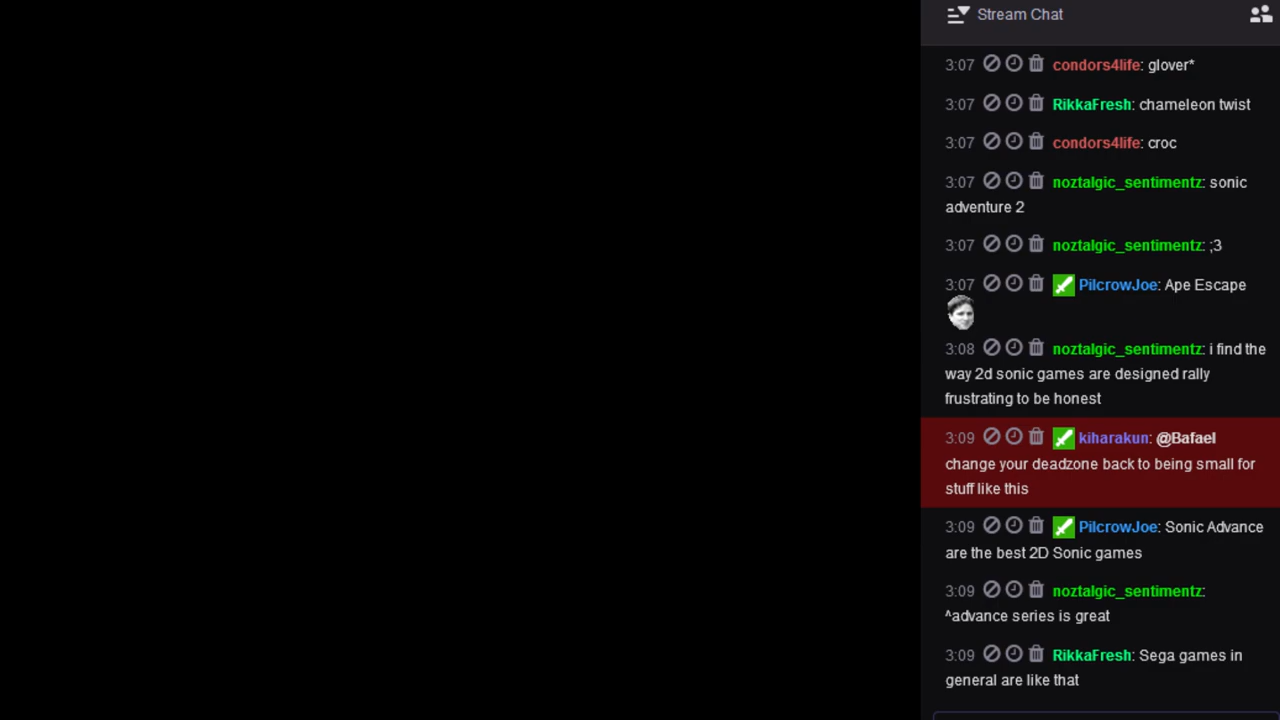 Stream Chat
3:07 condors4life: glover*
3:07 RikkaFresh: chameleon twist
3:07 condors4life: croc
3:07 noztalgic_sentimentz: sonic
adventure 2
3:07 noztalgic_sentimentz: ;3
3:07 PilcrowJoe: Ape Escape
3:08 noztalgic_sentimentz: i find the
way 2d sonic games are designed rally
frustrating to be honest
3:09 kiharakun: @Bafael
change your deadzone back to being small for
stuff like this
3:09 PilcrowJoe: Sonic Advance
are the best 2D Sonic games
3:09 noztalgic_sentimentz:
^advance series is great
3:09 RikkaFresh: Sega games in
general are like that